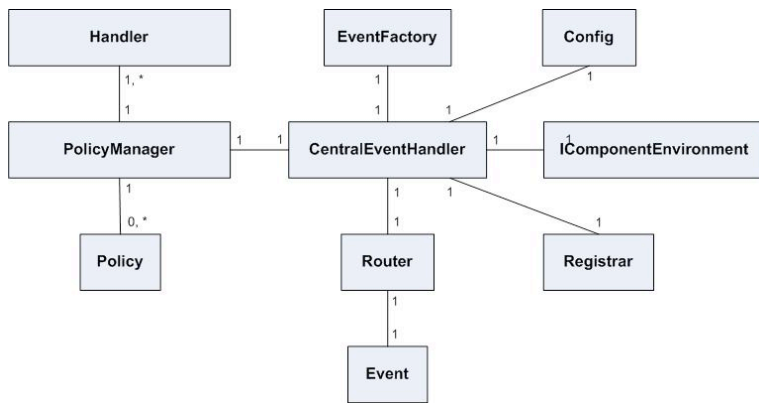 Handler
EventFactory
Config
1, *
1
1
1
1
1
1
PolicyManager
1
1
CentralEventHandler
1
1
IComponentEnvironment
1
1
1
0, *
1
1
Policy
Router
Registrar
1
1
Event